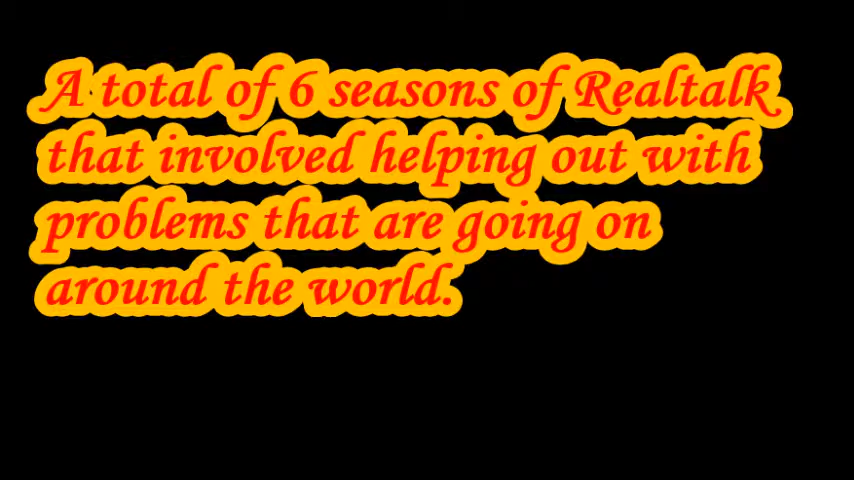 A total of 6 seasons of Realtalk
that involved helping out with
problems that are going on
around the world.